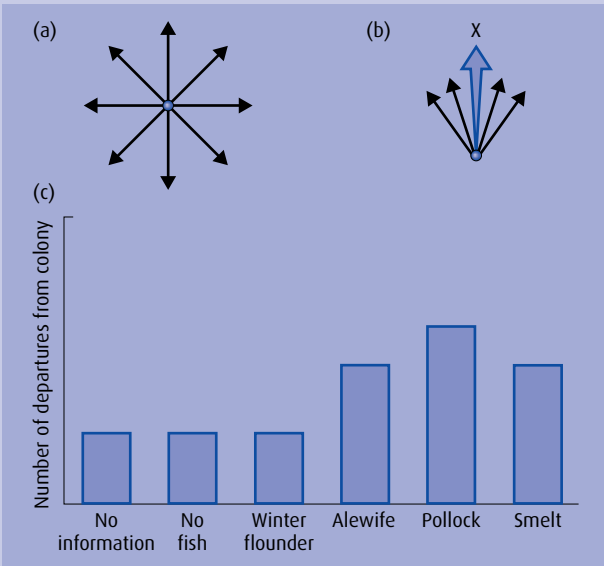 (a)
(b)
X
(c)
Number of departures from colony
No
information
No
fish
Winter
flounder
Alewife
Pollock
Smelt